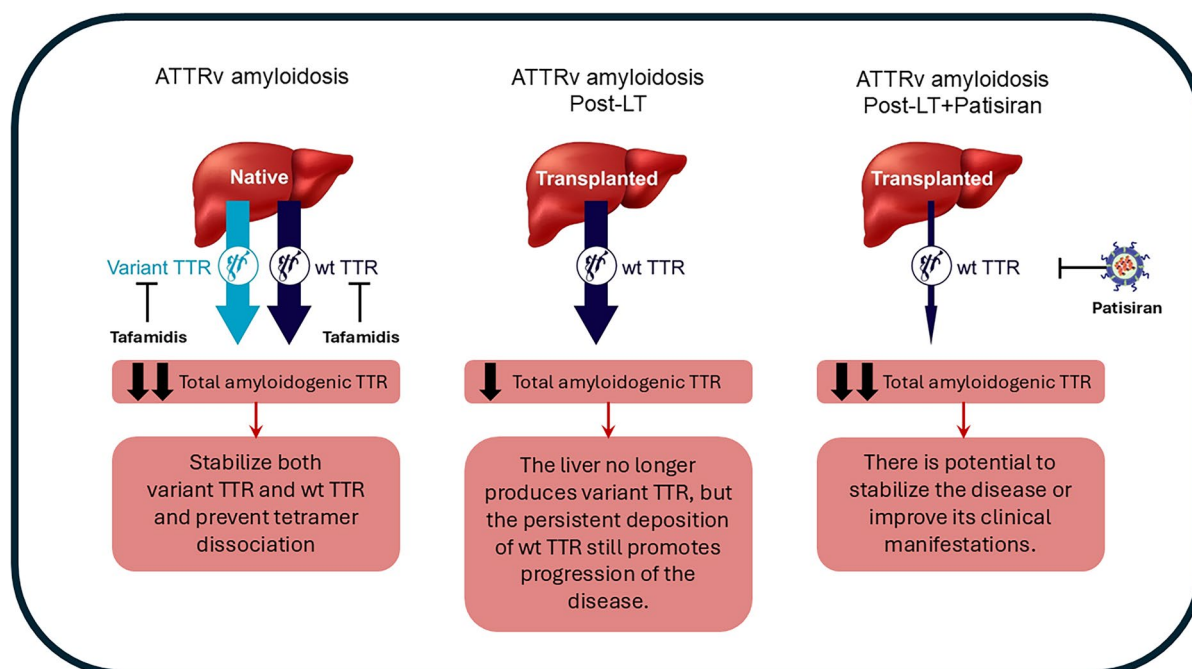 ATTRv amyloidosis
Native
Variant TTR
wt TTR
Tafamidis
Tafamidis
Total amyloidogenic TTR
Stabilize both
variant TTR and wt TTR
and prevent tetramer
dissociation
ATTRv amyloidosis
Post-LT
Transplanted
wt TTR
Total amyloidogenic TTR
The liver no longer
produces variant TTR, but
the persistent deposition
of wt TTR still promotes
progression of the
disease.
ATTRv amyloidosis
Post-LT+Patisiran
Transplanted
wt TTR
Patisiran
Total amyloidogenic TTR
There is potential to
stabilize the disease or
improve its clinical
manifestations.